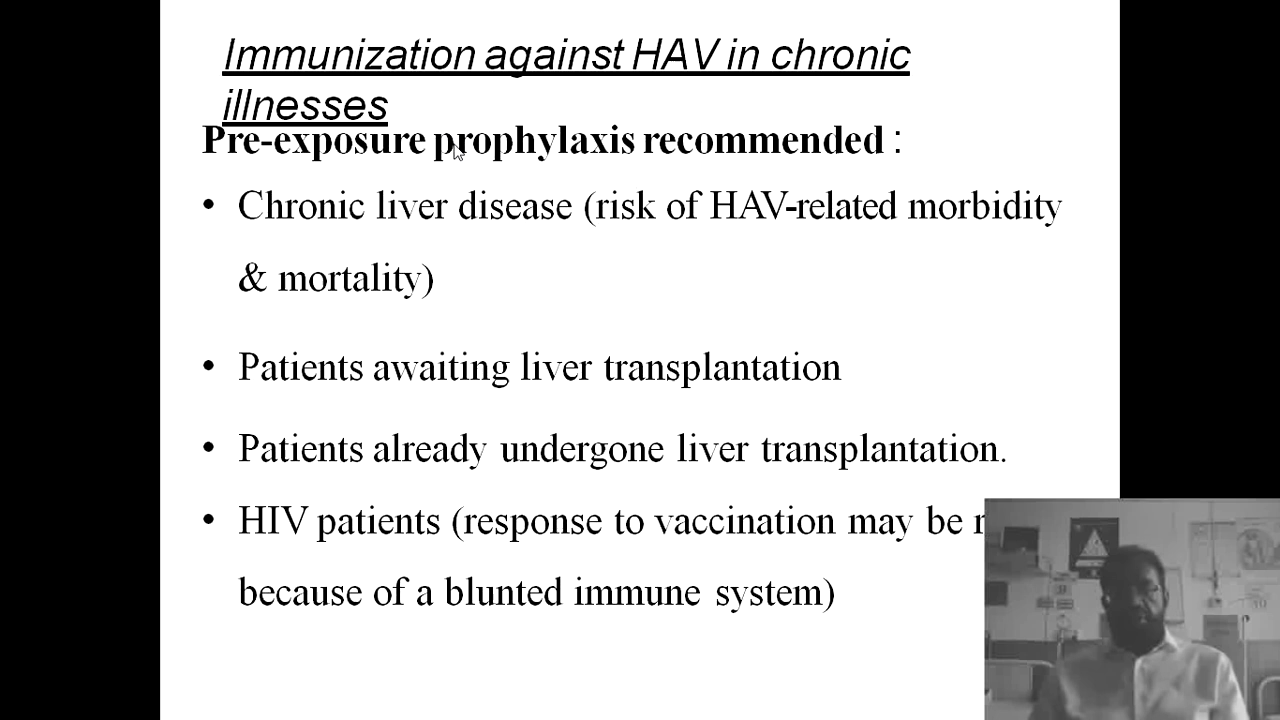 Immunization against HAV in chronic
illnesses
Pre-exposure prophylaxis recommended :
• Chronic liver disease (risk of HAV-related morbidity
& mortality)
• Patients awaiting liver transplantation
• Patients already undergone liver transplantation.
• HIV patients (response to vaccination may be
because of a blunted immune system)